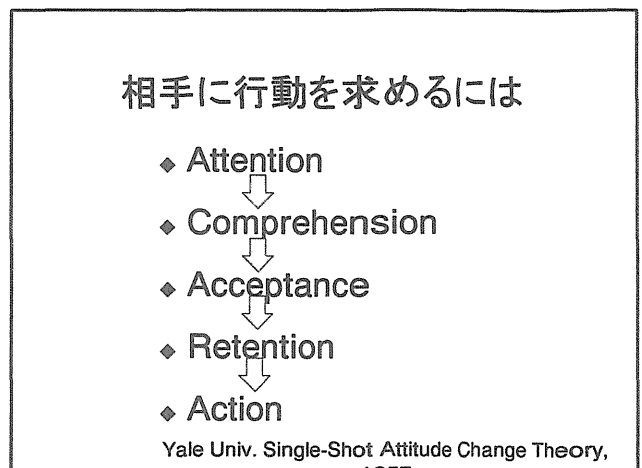 相手に行動を求めるには
◆ Attention
◆ Comprehension
◆ Acceptance
◆ Retention
◆ Action
Yale Univ. Single-Shot Attitude Change Theory,